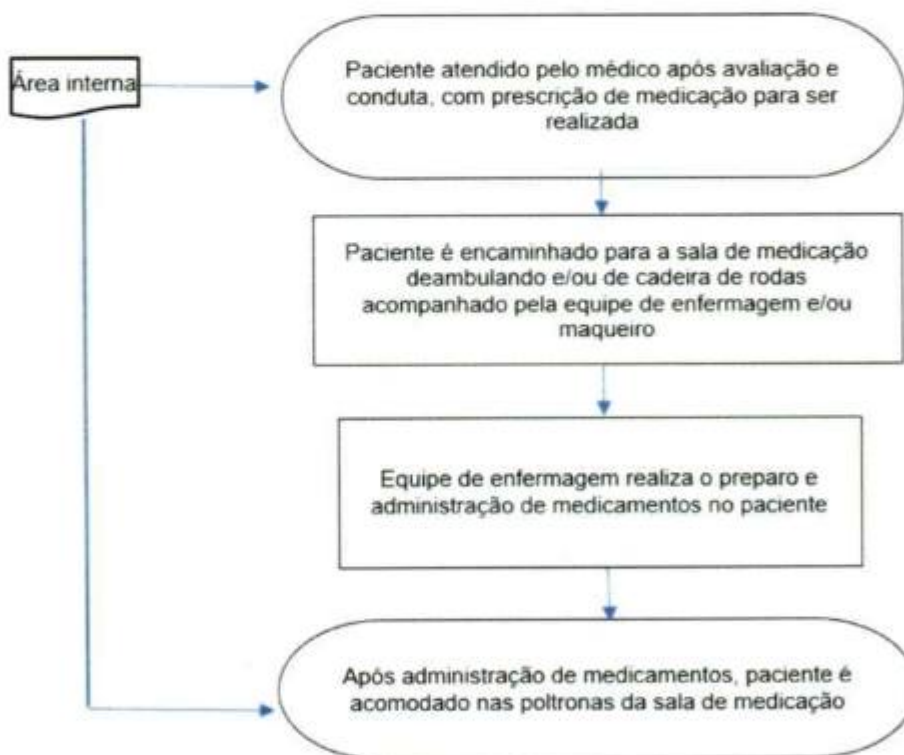 Área interna
Paciente atendido pelo médico após avaliação e
conduta, com prescrição de medicação para ser
realizada
Paciente é encaminhado para a sala de medicação
deambulando e/ou de cadeira de rodas
acompanhado pela equipe de enfermagem e/ou
maqueiro
Equipe de enfermagem realiza o preparo e
administração de medicamentos no paciente
Após administração de medicamentos, paciente é
acomodado nas poltronas da sala de medicação